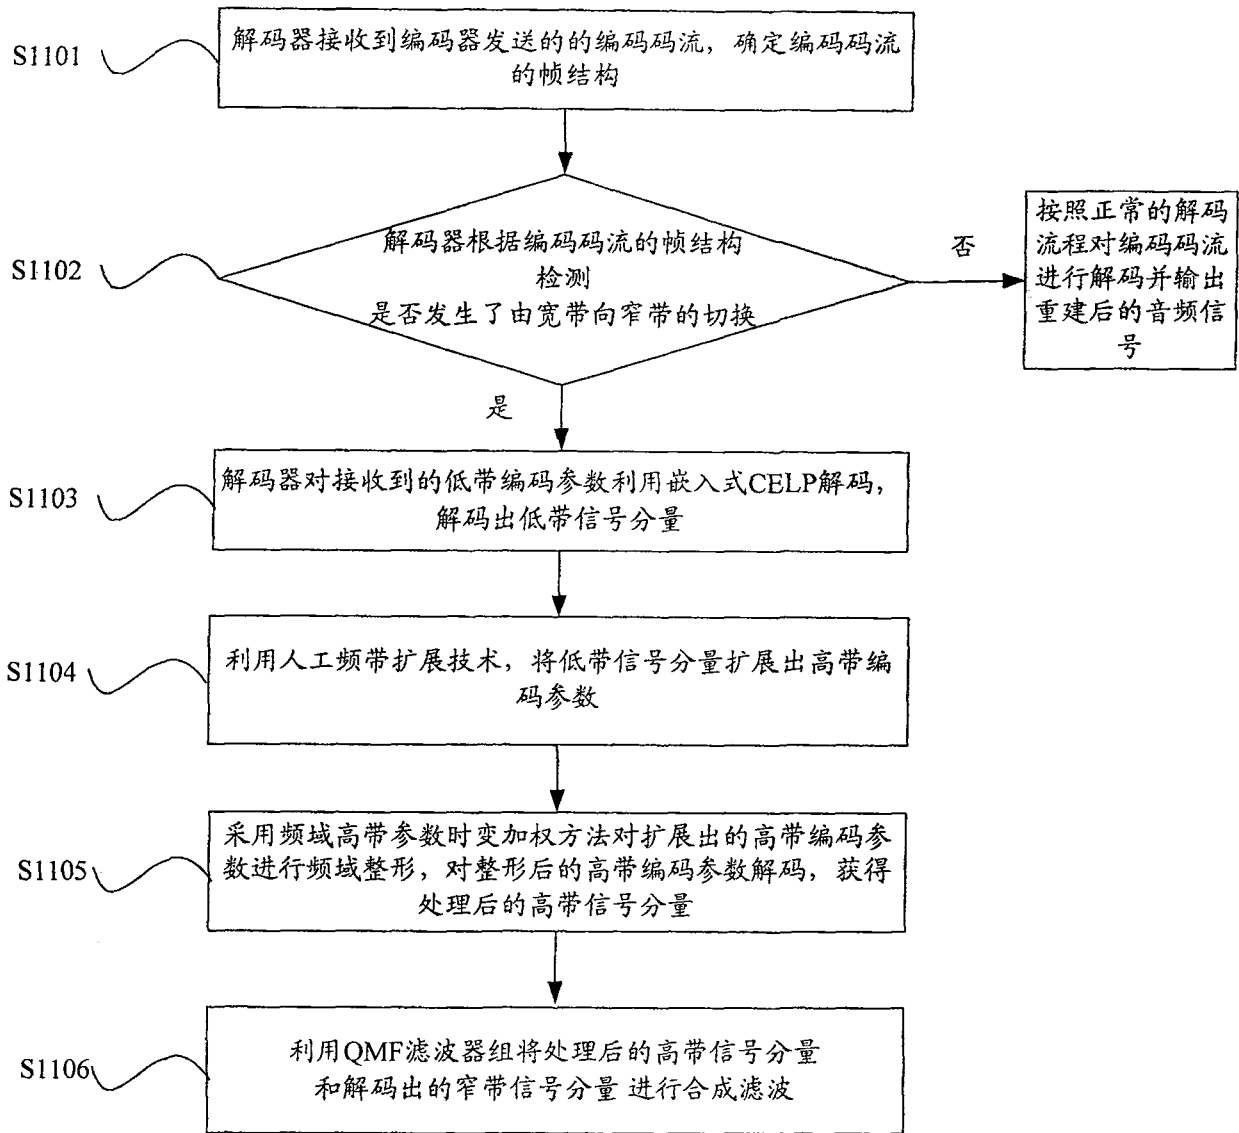 S1101
解码器接收到编码器发送的的编码码流，确定编码码流
的帧结构
S1102
解码器根据编码码流的帧结构
检测
是否发生了由宽带向窄带的切换
否
按照正常的解码
流程对编码码流
进行解码并输出
重建后的音频信
号
是
S1103
解码器对接收到的低带编码参数利用嵌入式CELP解码，
解码出低带信号分量
S1104
利用人工频带扩展技术，将低带信号分量扩展出高带编
码参数
S1105
采用频域高带参数时变加权方法对扩展出的高带编码参
数进行频域整形，对整形后的高带编码参数解码，获得
处理后的高带信号分量
S1106
利用QMF滤波器组将处理后的高带信号分量
和解码出的窄带信号分量 进行合成滤波